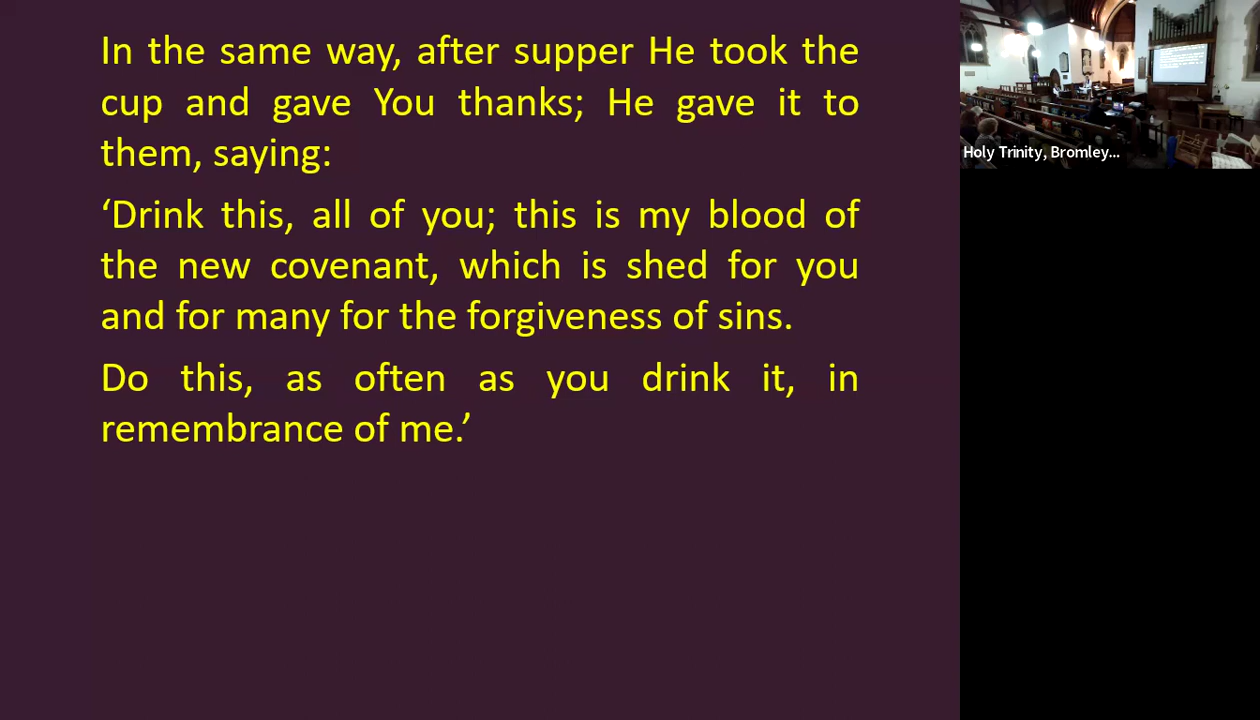 In the same way, after supper He took the
cup and gave You thanks; He gave it to
them, saying:
‘Drink this, all of you; this is my blood of
the new covenant, which is shed for you
and for many for the forgiveness of sins.
Do this, as often as you drink it, in
remembrance of me.’
Holy Trinity, Bromley...